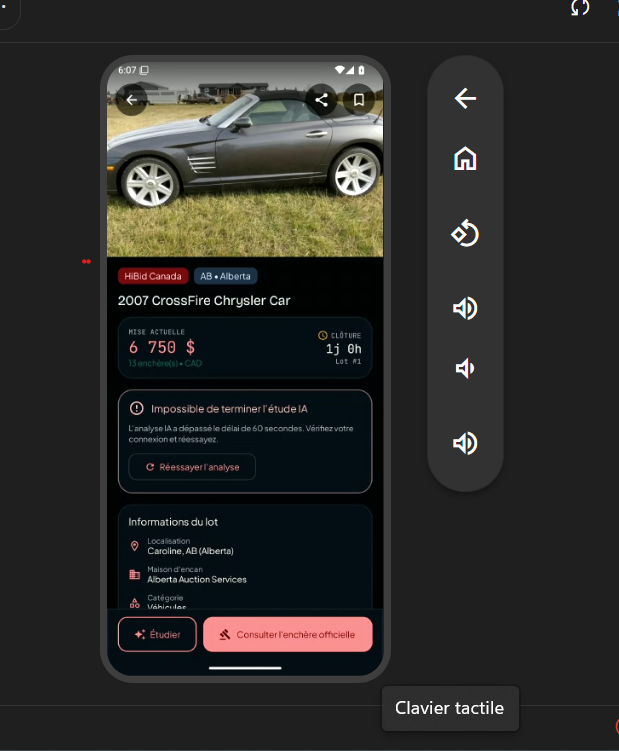 6:07
HiBid Canada
AB • Alberta
2007 CrossFire Chrysler Car
MISE ACTUELLE
6 750 $
13 enchère(s) • CAD
CLÔTURE
1j 0h
Lot #1
Impossible de terminer l'étude IA
L'analyse IA a dépassé le délai de 60 secondes. Vérifiez votre
connexion et réessayez.
Réessayer l'analyse
Informations du lot
Localisation
Caroline, AB (Alberta)
Maison d'encan
Alberta Auction Services
Catégorie
Véhicules
Étudier
Consulter l'enchère officielle
Clavier tactile